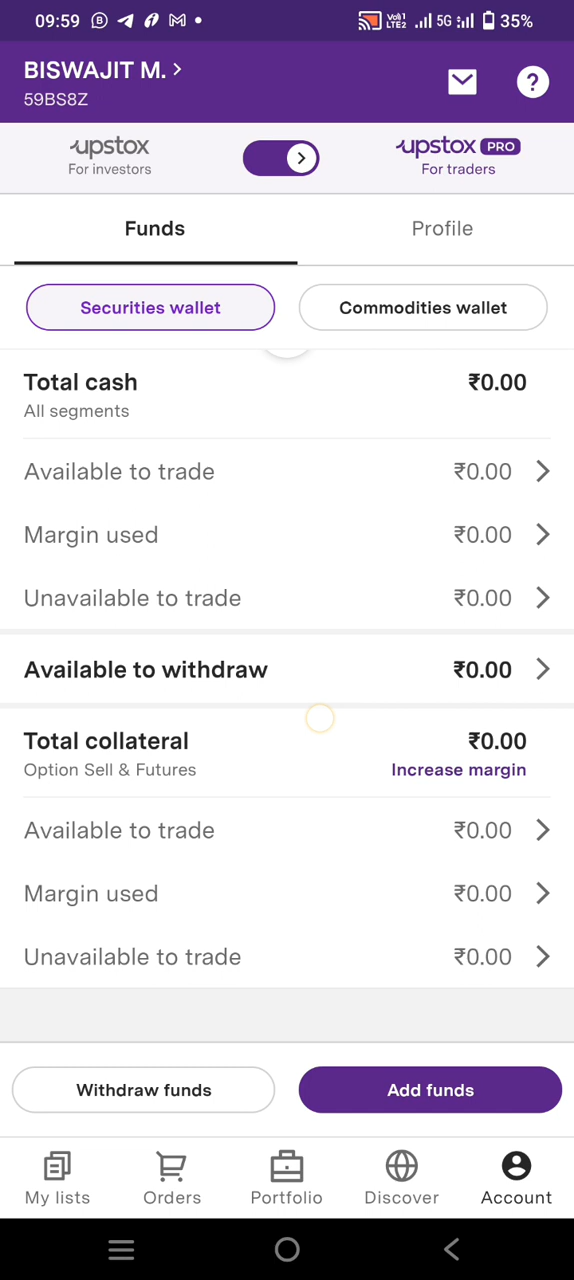 09:59 Vo)) 1 LTE2 5G 35%
BISWAJIT M.
59BS8Z
upstox upstox PRO
For investors For traders
Funds Profile
Securities wallet Commodities wallet
Total cash ₹0.00
All segments
Available to trade ₹0.00
Margin used ₹0.00
Unavailable to trade ₹0.00
Available to withdraw ₹0.00
Total collateral ₹0.00
Option Sell & Futures Increase margin
Available to trade ₹0.00
Margin used ₹0.00
Unavailable to trade ₹0.00
Withdraw funds Add funds
My lists Orders Portfolio Discover Account